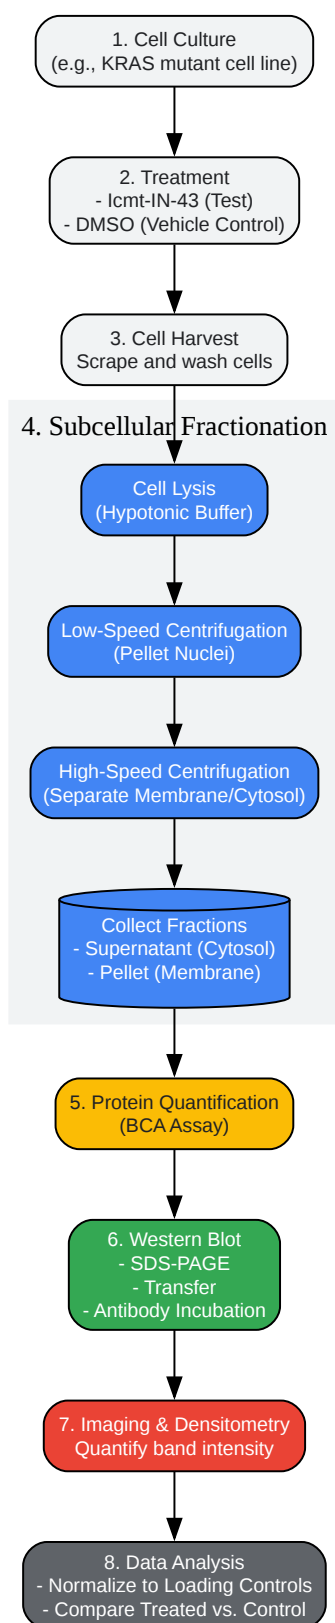 1. Cell Culture
(e.g., KRAS mutant cell line)
2. Treatment
- Icmt-IN-43 (Test)
- DMSO (Vehicle Control)
3. Cell Harvest
Scrape and wash cells
4. Subcellular Fractionation
Cell Lysis
(Hypotonic Buffer)
Low-Speed Centrifugation
(Pellet Nuclei)
High-Speed Centrifugation
(Separate Membrane/Cytosol)
Collect Fractions
- Supernatant (Cytosol)
- Pellet (Membrane)
5. Protein Quantification
(BCA Assay)
6. Western Blot
- SDS-PAGE
- Transfer
- Antibody Incubation
7. Imaging & Densitometry
Quantify band intensity
8. Data Analysis
- Normalize to Loading Controls
- Compare Treated vs. Control